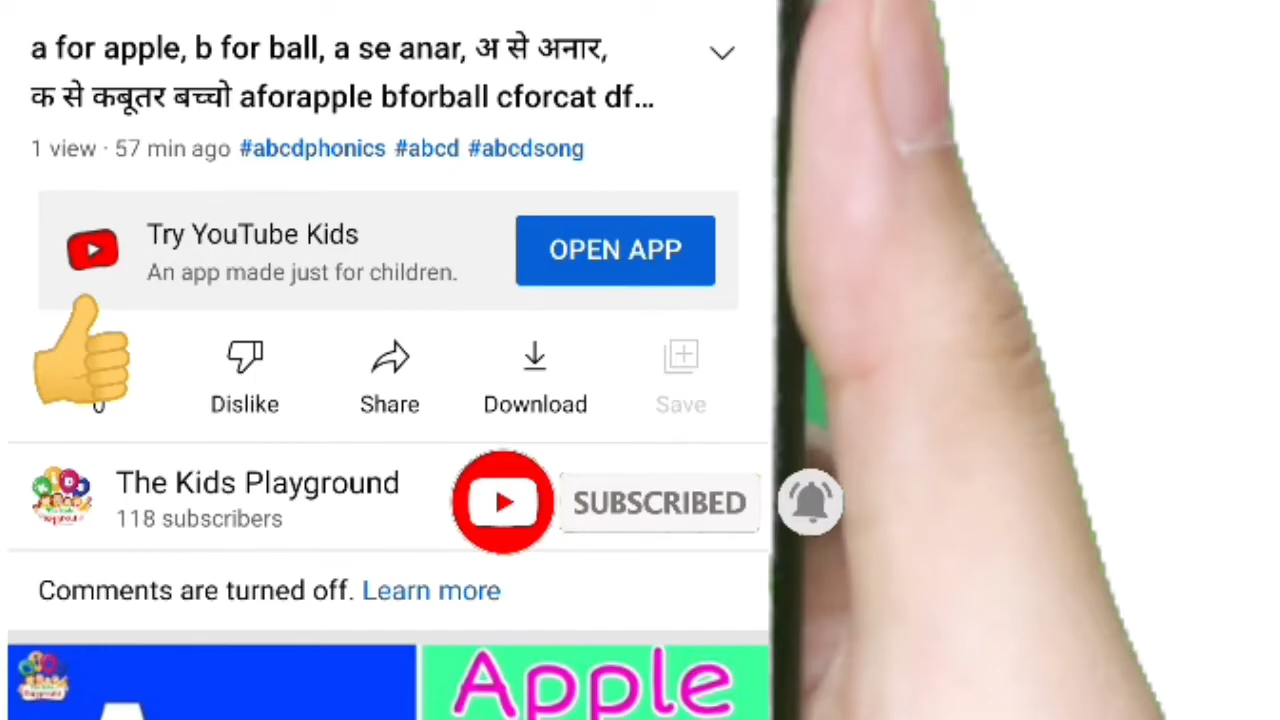 a for apple, b for ball, a se anar, अ से अनार,
क से कबूतर बच्चो aforapple bforball cforcat df...
1 view · 57 min ago #abcdphonics #abcd #abcdsong
Try YouTube Kids
An app made just for children.
OPEN APP
0
Dislike
Share
Download
Save
The Kids Playground
118 subscribers
SUBSCRIBED
Comments are turned off. Learn more
Apple